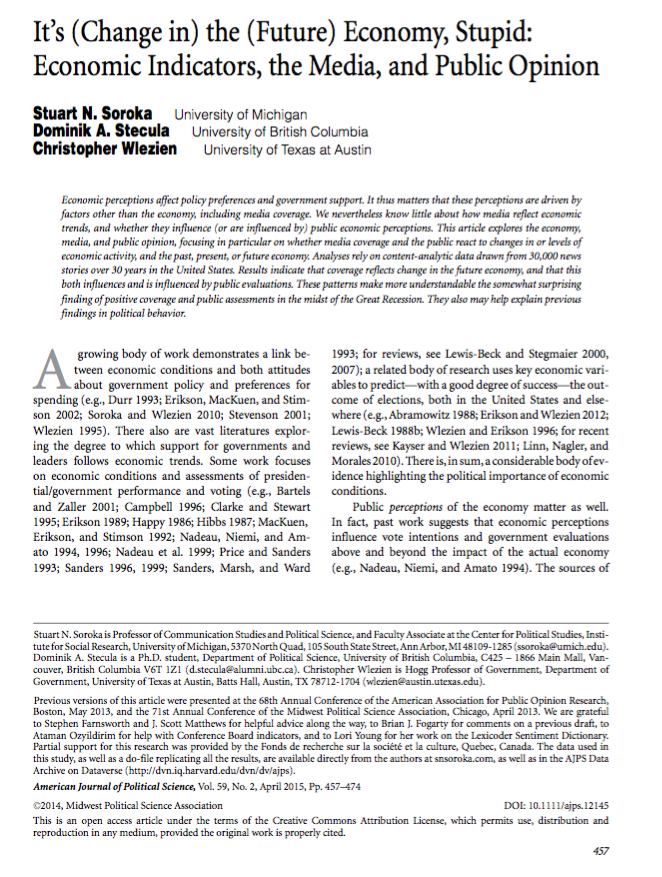 It's (Change in) the (Future) Economy, Stupid:
Economic Indicators, the Media, and Public Opinion
Stuart N. Soroka University of Michigan
Dominik A. Stecula University of British Columbia
Christopher Wlezien University of Texas at Austin
Economic perceptions affect policy preferences and government support. It thus matters that these perceptions are driven by
factors other than the economy, including media coverage. We nevertheless know little about how media reflect economic
trends, and whether they influence (or are influenced by) public economic perceptions. This article explores the economy,
media, and public opinion, focusing in particular on whether media coverage and the public react to changes in or levels of
economic activity, and the past, present, or future economy. Analyses rely on content-analytic data drawn from 30,000 news
stories over 30 years in the United States. Results indicate that coverage reflects change in the future economy, and that this
both influences and is influenced by public evaluations. These patterns make more understandable the somewhat surprising
finding of positive coverage and public assessments in the midst of the Great Recession. They also may help explain previous
findings in political behavior.
A growing body of work demonstrates a link be-
tween economic conditions and both attitudes
about government policy and preferences for
spending (e.g., Durr 1993; Erikson, MacKuen, and Stim-
son 2002; Soroka and Wlezien 2010; Stevenson 2001;
Wlezien 1995). There also are vast literatures explor-
ing the degree to which support for governments and
leaders follows economic trends. Some work focuses
on economic conditions and assessments of presiden-
tial/government performance and voting (e.g., Bartels
and Zaller 2001; Campbell 1996; Clarke and Stewart
1995; Erikson 1989; Happy 1986; Hibbs 1987; MacKuen,
Erikson, and Stimson 1992; Nadeau, Niemi, and Am-
ato 1994, 1996; Nadeau et al. 1999; Price and Sanders
1993; Sanders 1996, 1999; Sanders, Marsh, and Ward
1993; for reviews, see Lewis-Beck and Stegmaier 2000,
2007); a related body of research uses key economic vari-
ables to predict—with a good degree of success—the out-
come of elections, both in the United States and else-
where (e.g., Abramowitz 1988; Erikson and Wlezien 2012;
Lewis-Beck 1988b; Wlezien and Erikson 1996; for recent
reviews, see Kayser and Wlezien 2011; Linn, Nagler, and
Morales 2010). There is, in sum, a considerable body of ev-
idence highlighting the political importance of economic
conditions.
Public perceptions of the economy matter as well.
In fact, past work suggests that economic perceptions
influence vote intentions and government evaluations
above and beyond the impact of the actual economy
(e.g., Nadeau, Niemi, and Amato 1994). The sources of
Stuart N. Soroka is Professor of Communication Studies and Political Science, and Faculty Associate at the Center for Political Studies, Insti-
tute for Social Research, University of Michigan, 5370 North Quad, 105 South State Street, Ann Arbor, MI 48109-1285 (ssoroka@umich.edu).
Dominik A. Stecula is a Ph.D. student, Department of Political Science, University of British Columbia, C425 – 1866 Main Mall, Van-
couver, British Columbia V6T 1Z1 (d.stecula@alumni.ubc.ca). Christopher Wlezien is Hogg Professor of Government, Department of
Government, University of Texas at Austin, Batts Hall, Austin, TX 78712-1704 (wlezien@austin.utexas.edu).
Previous versions of this article were presented at the 68th Annual Conference of the American Association for Public Opinion Research,
Boston, May 2013, and the 71st Annual Conference of the Midwest Political Science Association, Chicago, April 2013. We are grateful
to Stephen Farnsworth and J. Scott Matthews for helpful advice along the way, to Brian J. Fogarty for comments on a previous draft, to
Ataman Ozyildirim for help with Conference Board indicators, and to Lori Young for her work on the Lexicoder Sentiment Dictionary.
Partial support for this research was provided by the Fonds de recherche sur la société et la culture, Quebec, Canada. The data used in
this study, as well as a do-file replicating all the results, are available directly from the authors at snsoroka.com, as well as in the AJPS Data
Archive on Dataverse (http://dvn.iq.harvard.edu/dvn/dv/ajps).
American Journal of Political Science, Vol. 59, No. 2, April 2015, Pp. 457–474
©2014, Midwest Political Science Association DOI: 10.1111/ajps.12145
This is an open access article under the terms of the Creative Commons Attribution License, which permits use, distribution and
reproduction in any medium, provided the original work is properly cited.
457